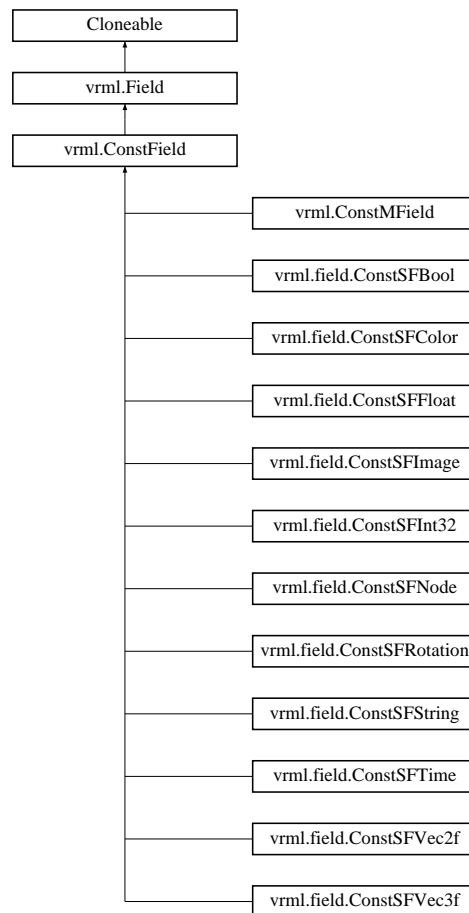 Cloneable
vrml.Field
vrml.ConstField
vrml.ConstMField
vrml.field.ConstSFBool
vrml.field.ConstSFColor
vrml.field.ConstSFFloat
vrml.field.ConstSFImage
vrml.field.ConstSFInt32
vrml.field.ConstSFNode
vrml.field.ConstSFRotation
vrml.field.ConstSFString
vrml.field.ConstSFTime
vrml.field.ConstSFVec2f
vrml.field.ConstSFVec3f